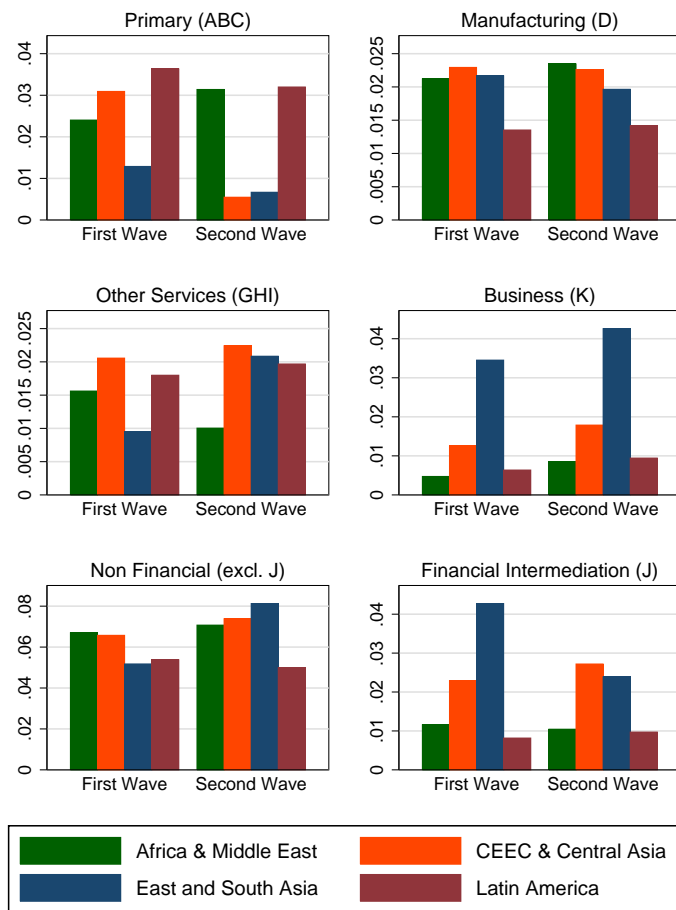 Primary (ABC)
0 .01 .02 .03 .04
First Wave Second Wave
Manufacturing (D)
0 .005 .01 .015 .02 .025
First Wave Second Wave
Other Services (GHI)
0 .005 .01 .015 .02 .025
First Wave Second Wave
Business (K)
0 .01 .02 .03 .04
First Wave Second Wave
Non Financial (excl. J)
0 .02 .04 .06 .08
First Wave Second Wave
Financial Intermediation (J)
0 .01 .02 .03 .04
First Wave Second Wave
Africa & Middle East CEEC & Central Asia
East and South Asia Latin America